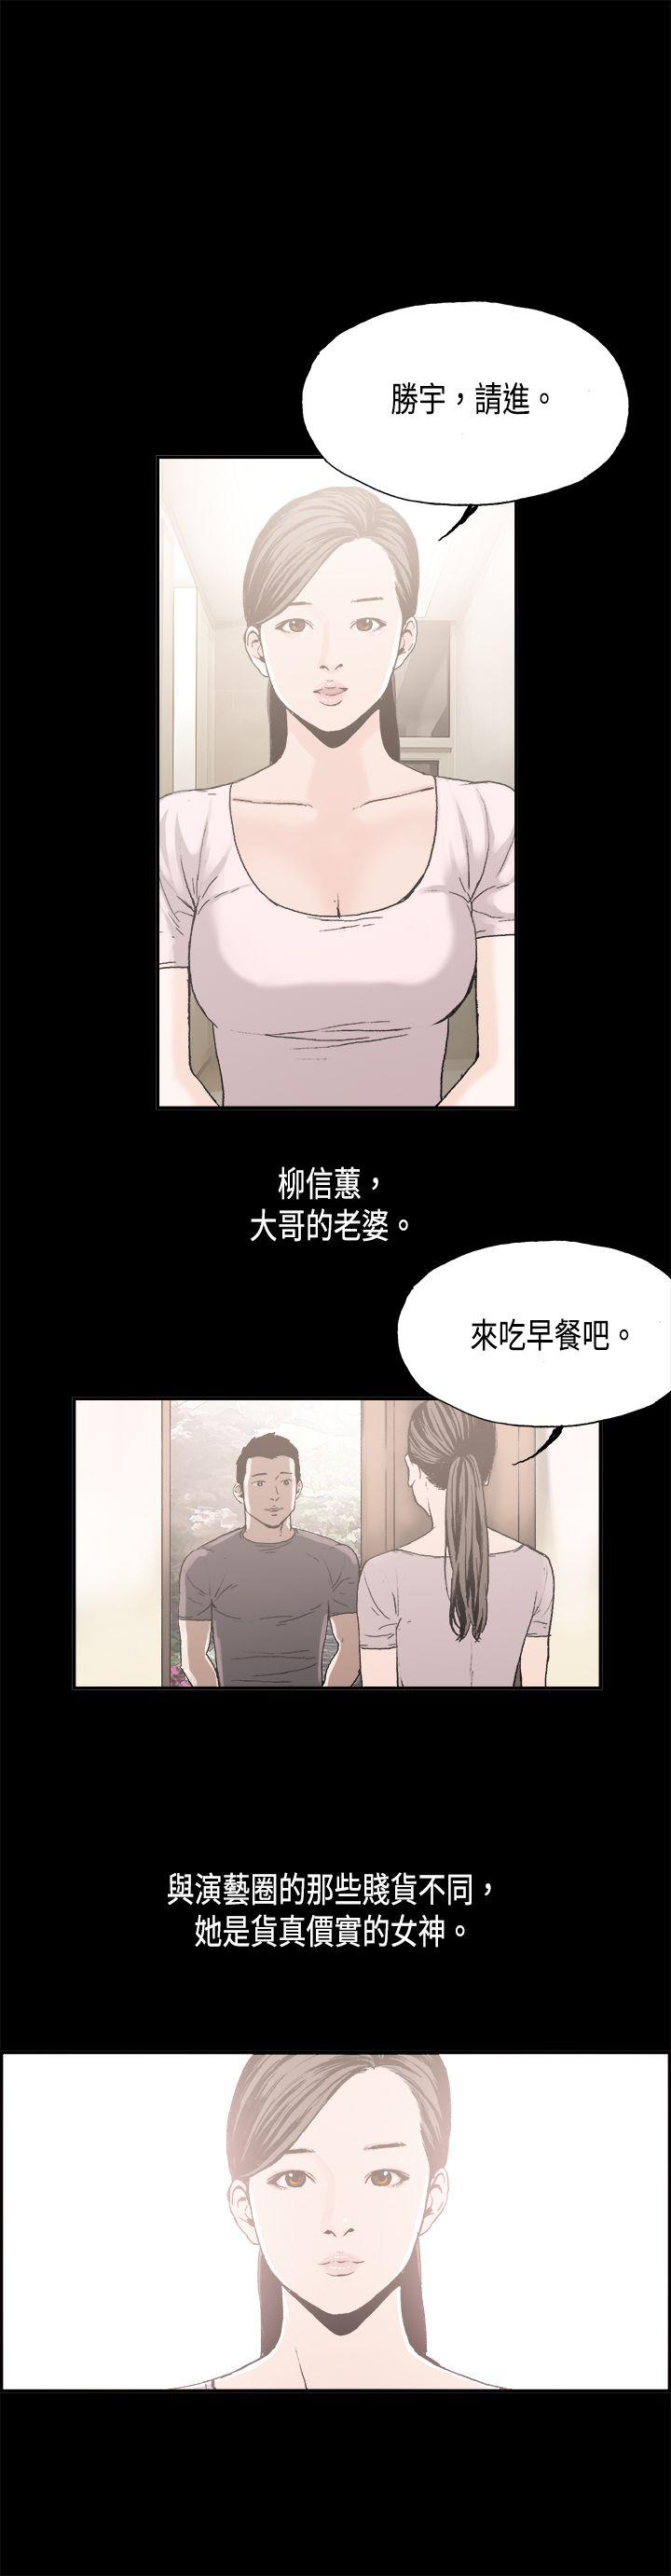 勝宇，請進。
柳信蕙，
大哥的老婆。
來吃早餐吧。
與演藝圈的那些賤貨不同，
她是貨真價實的女神。